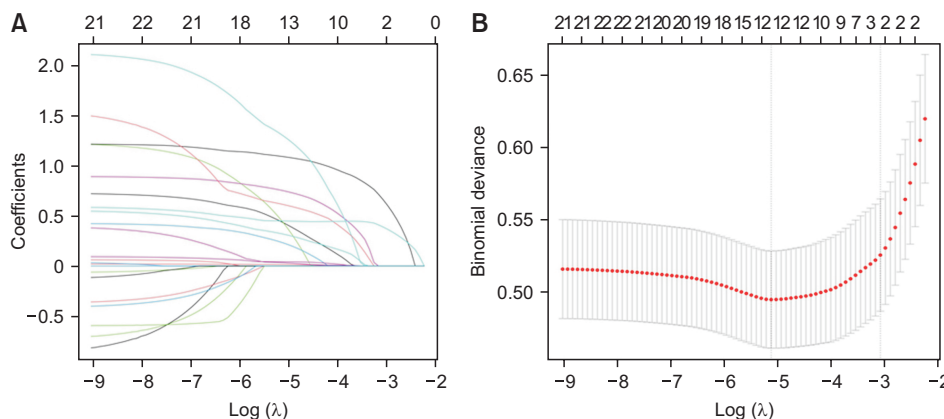 A
21 22 21 18 13 10 2 0
Coefficients
2.0
1.5
1.0
0.5
0
−0.5
−9 −8 −7 −6 −5 −4 −3 −2
Log (λ)
B
21 21 22 22 21 20 20 19 18 15 12 12 12 10 9 7 3 2 2 2
Binomial deviance
0.65
0.60
0.55
0.50
−9 −8 −7 −6 −5 −4 −3 −2
Log (λ)